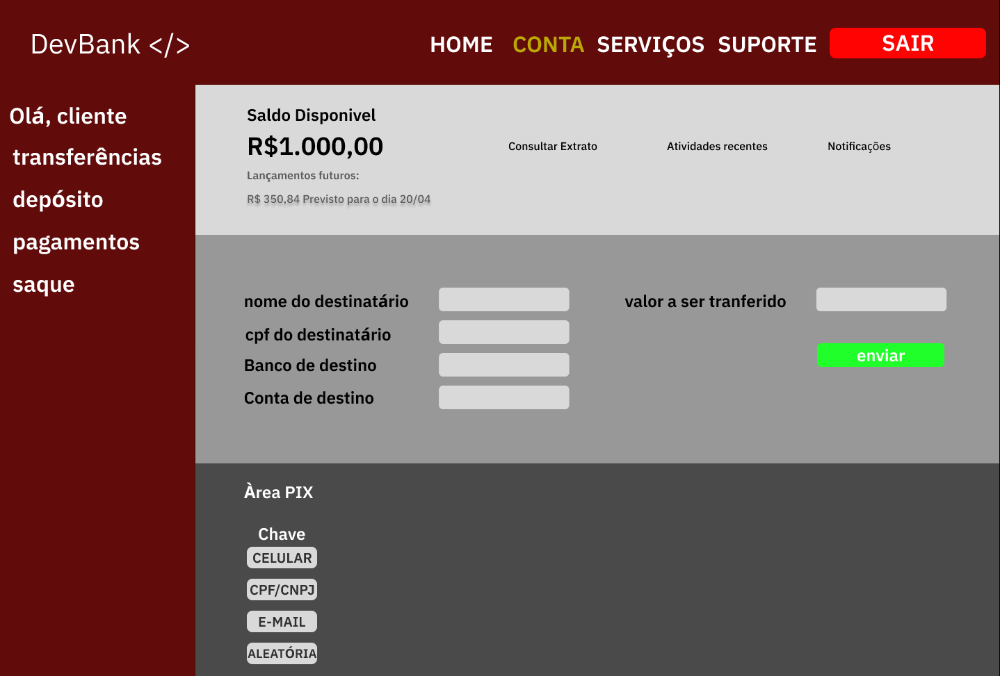 DevBank </>
HOME CONTA SERVIÇOS SUPORTE SAIR
Olá, cliente
transferências
depósito
pagamentos
saque
Saldo Disponivel
R$1.000,00
Lançamentos futuros:
R$ 350,84 Previsto para o dia 20/04
Consultar Extrato
Atividades recentes
Notificações
nome do destinatário
cpf do destinatário
Banco de destino
Conta de destino
valor a ser tranferido
enviar
Àrea PIX
Chave
CELULAR
CPF/CNPJ
E-MAIL
ALEATÓRIA